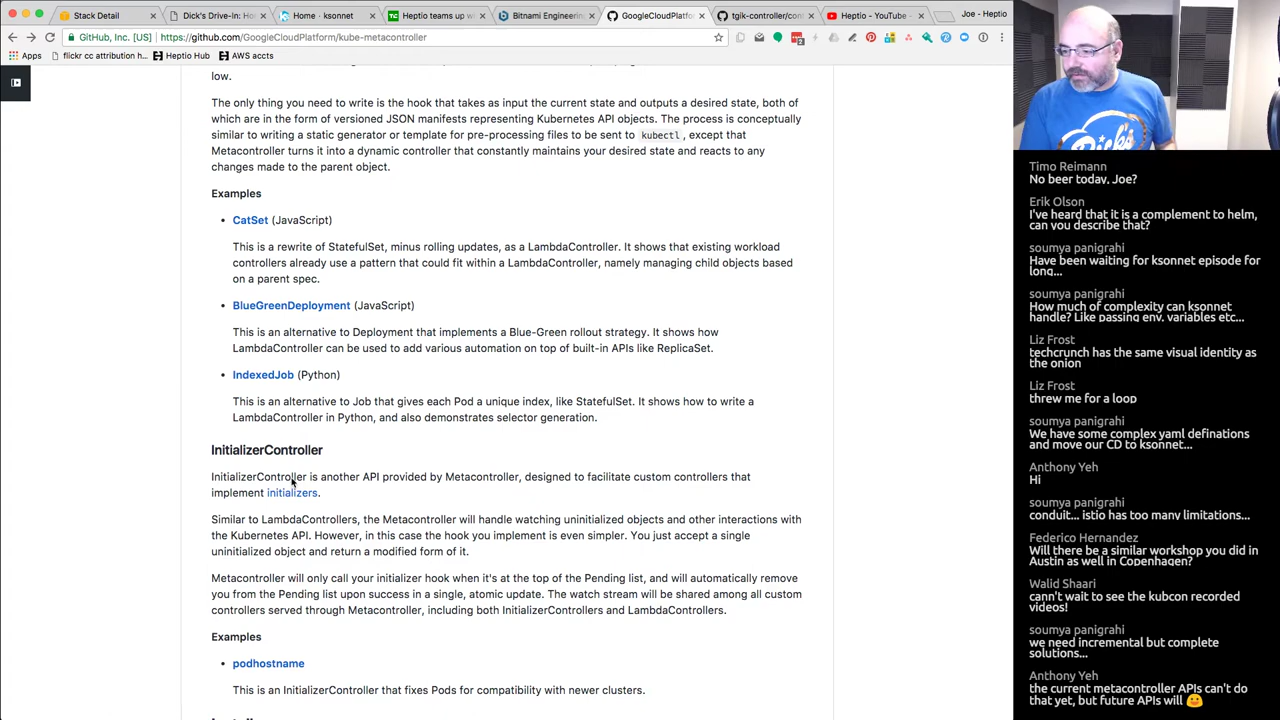 Stack Detail
Dick's Drive-In: Ho
Home · ksonnet
Heptio teams up w
Bitnami Engineering
GoogleCloudPlatfo
tgik-controller/con
Heptio - YouTube -
Joe - Heptio
GitHub, Inc. [US]
https://github.com/GoogleCloudPlatform/kube-metacontroller
Apps
flickr cc attribution h...
Heptio Hub
AWS accts
low.
The only thing you need to write is the hook that takes as input the current state and outputs a desired state, both of
which are in the form of versioned JSON manifests representing Kubernetes API objects. The process is conceptually
similar to writing a static generator or template for pre-processing files to be sent to kubectl, except that
Metacontroller turns it into a dynamic controller that constantly maintains your desired state and reacts to any
changes made to the parent object.
Examples
• CatSet (JavaScript)
This is a rewrite of StatefulSet, minus rolling updates, as a LambdaController. It shows that existing workload
controllers already use a pattern that could fit within a LambdaController, namely managing child objects based
on a parent spec.
• BlueGreenDeployment (JavaScript)
This is an alternative to Deployment that implements a Blue-Green rollout strategy. It shows how
LambdaController can be used to add various automation on top of built-in APIs like ReplicaSet.
• IndexedJob (Python)
This is an alternative to Job that gives each Pod a unique index, like StatefulSet. It shows how to write a
LambdaController in Python, and also demonstrates selector generation.
InitializerController
InitializerController is another API provided by Metacontroller, designed to facilitate custom controllers that
implement initializers.
Similar to LambdaControllers, the Metacontroller will handle watching uninitialized objects and other interactions with
the Kubernetes API. However, in this case the hook you implement is even simpler. You just accept a single
uninitialized object and return a modified form of it.
Metacontroller will only call your initializer hook when it's at the top of the Pending list, and will automatically remove
you from the Pending list upon success in a single, atomic update. The watch stream will be shared among all custom
controllers served through Metacontroller, including both InitializerControllers and LambdaControllers.
Examples
• podhostname
This is an InitializerController that fixes Pods for compatibility with newer clusters.
Dick's
Timo Reimann
No beer today, Joe?
Erik Olson
I've heard that it is a complement to helm,
can you describe that?
soumya panigrahi
Have been waiting for ksonnet episode for
long...
soumya panigrahi
How much of complexity can ksonnet
handle? Like passing env. variables etc...
Liz Frost
techcrunch has the same visual identity as
the onion
Liz Frost
threw me for a loop
soumya panigrahi
We have some complex yaml definations
and move our CD to ksonnet...
Anthony Yeh
Hi
soumya panigrahi
conduit... istio has too many limitations...
Federico Hernandez
Will there be a similar workshop you did in
Austin as well in Copenhagen?
Walid Shaari
cann't wait to see the kubcon recorded
videos!
soumya panigrahi
we need incremental but complete
solutions...
Anthony Yeh
the current metacontroller APIs can't do
that yet, but future APIs will